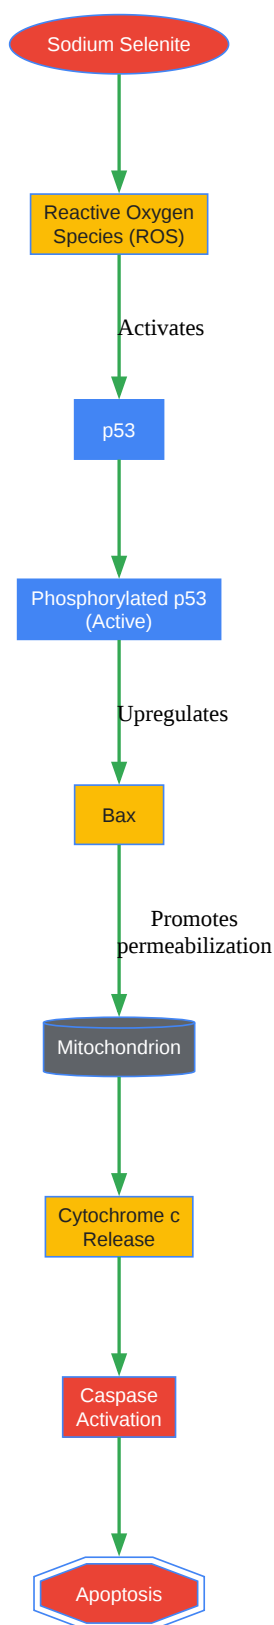 Sodium Selenite
Reactive Oxygen
Species (ROS)
Activates
p53
Phosphorylated p53
(Active)
Upregulates
Bax
Promotes
permeabilization
Mitochondrion
Cytochrome c
Release
Caspase
Activation
Apoptosis